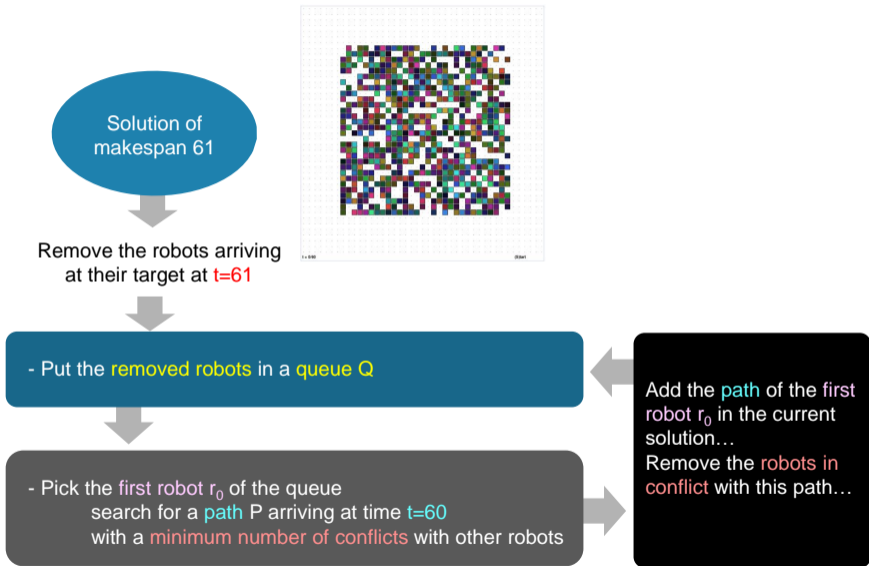 Solution of
makespan 61
Remove the robots arriving
at their target at t=61
- Put the removed robots in a queue Q
Add the path of the first
robot r₀ in the current
solution…
Remove the robots in
conflict with this path…
- Pick the first robot r₀ of the queue
search for a path P arriving at time t=60
with a minimum number of conflicts with other robots